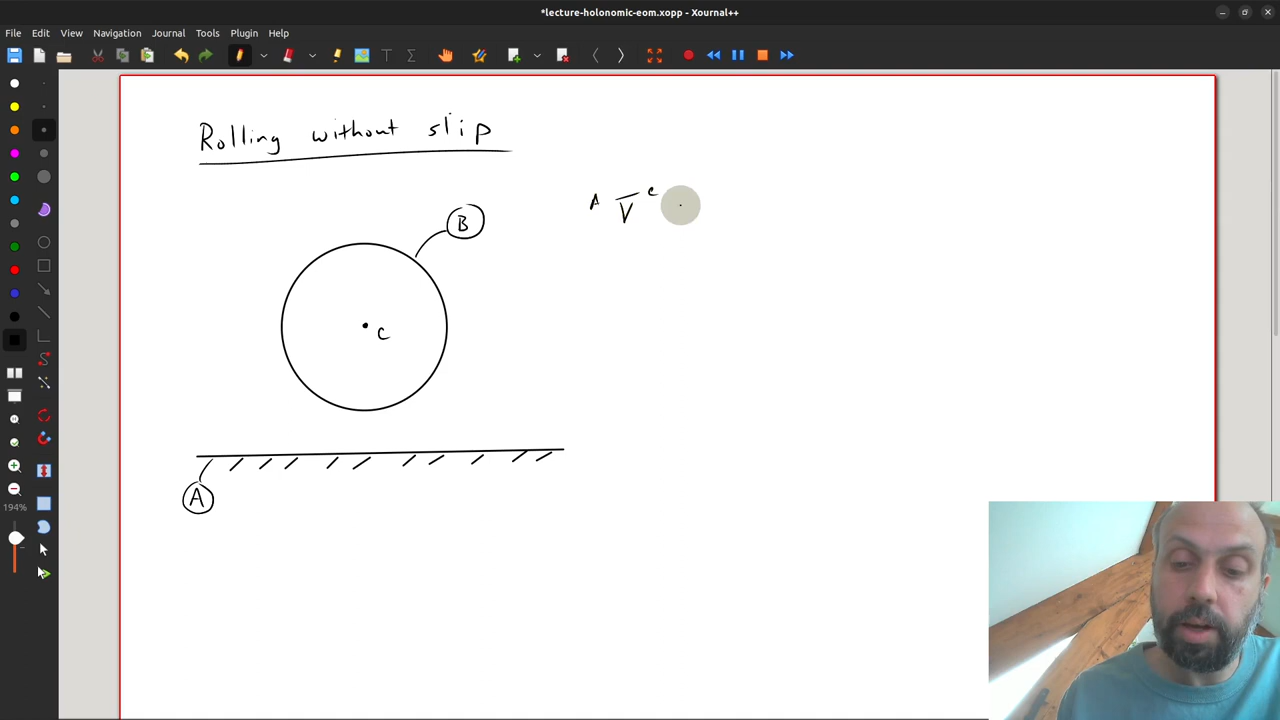 *lecture-holonomic-eom.xopp - Xournal++
File Edit View Navigation Journal Tools Plugin Help
Rolling without slip
A V c
B
C
A
194%